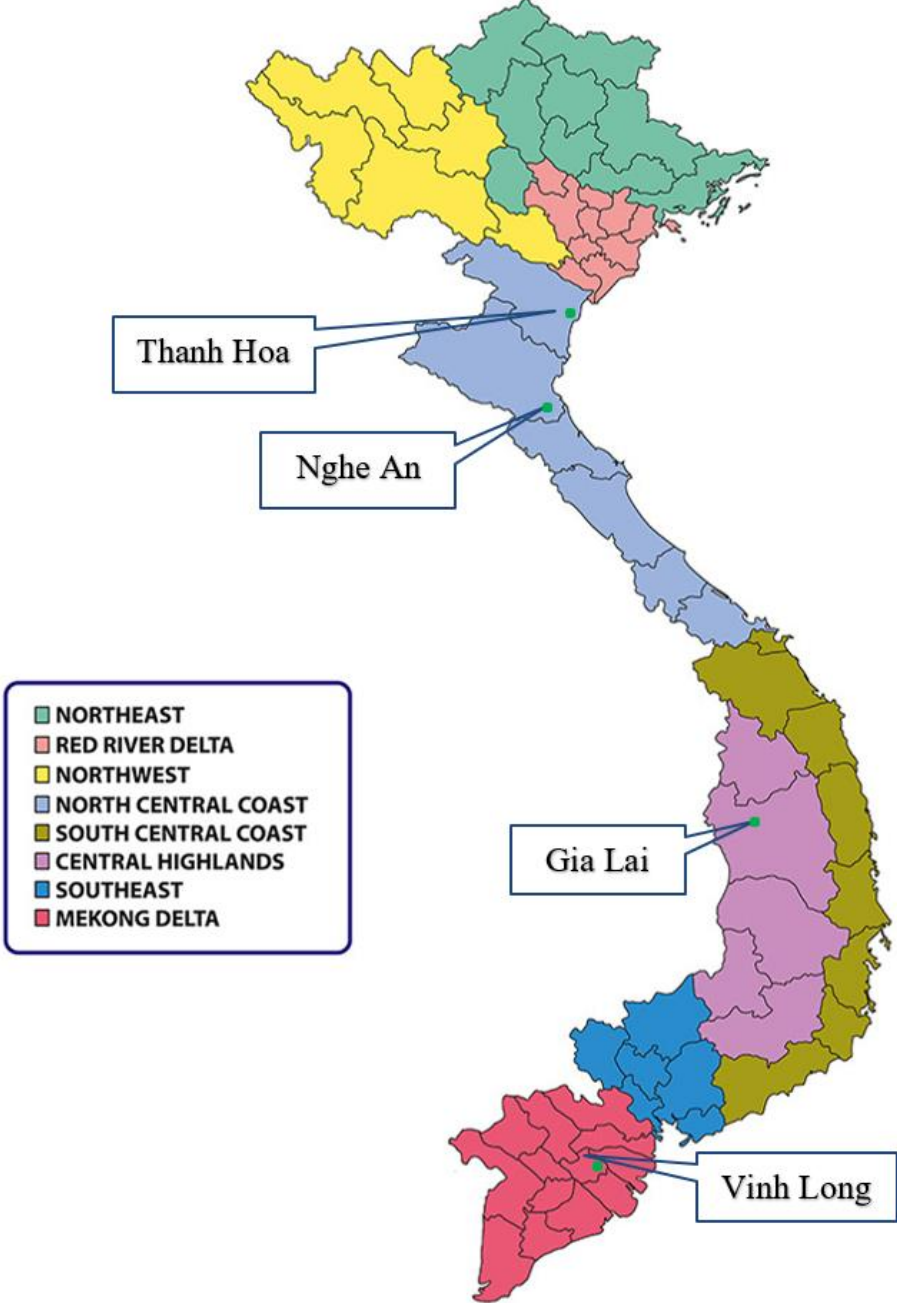 Thanh Hoa
Nghe An
NORTHEAST
RED RIVER DELTA
NORTHWEST
NORTH CENTRAL COAST
SOUTH CENTRAL COAST
CENTRAL HIGHLANDS
SOUTHEAST
MEKONG DELTA
Gia Lai
Vinh Long